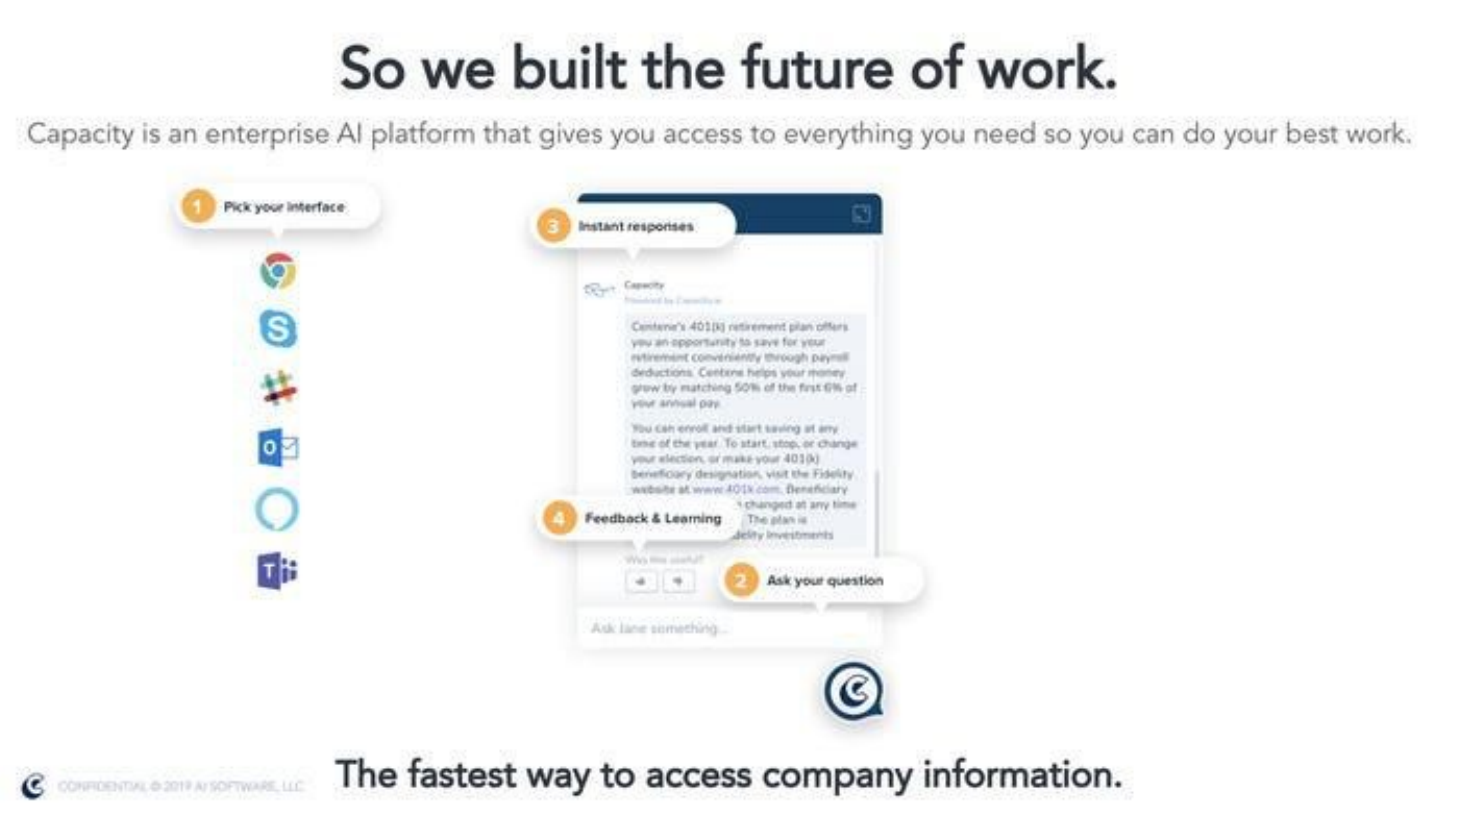 So we built the future of work.
Capacity is an enterprise AI platform that gives you access to everything you need so you can do your best work.
1 Pick your interface
S
O
T
3 Instant responses
Capacity
Powered by Capacity.ai
Centene's 401(k) retirement plan offers
you an opportunity to save for your
retirement conveniently through payroll
deductions. Centene helps your money
grow by matching 50% of the first 6% of
your annual pay.
You can enroll and start saving at any
time of the year. To start, stop, or change
your election, or make your 401(k)
beneficiary designation, visit the Fidelity
website at www.401k.com. Beneficiary
changed at any time
The plan is
delity Investments
4 Feedback & Learning
Was this useful?
2 Ask your question
Ask Jane something...
CONFIDENTIAL © 2019 AI SOFTWARE, LLC
The fastest way to access company information.